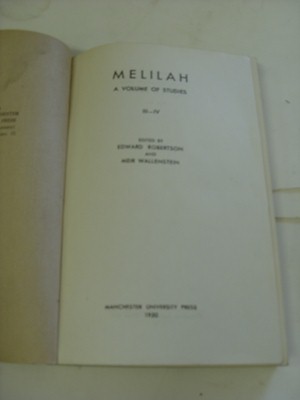 MELILAH
A VOLUME OF STUDIES
III-IV
EDITED BY
EDWARD ROBERTSON
AND
MEIR WALLENSTEIN
MANCHESTER UNIVERSITY PRESS
1950